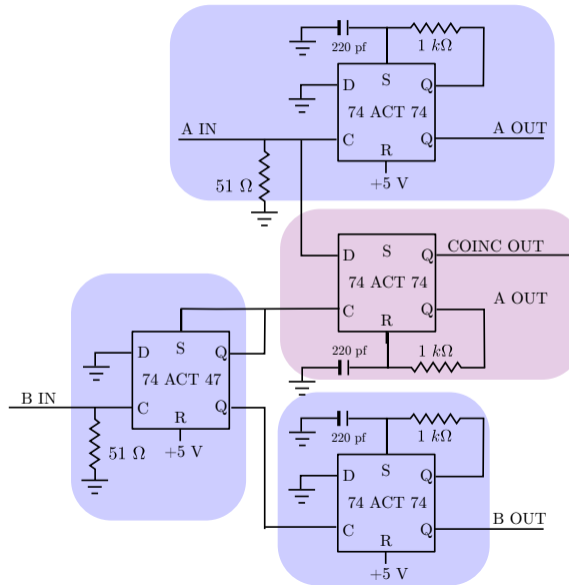 220 pf
1 kΩ
S
D
Q
74 ACT 74
A IN
C
Q
A OUT
R
51 Ω
+5 V
S
D
Q
COINC OUT
74 ACT 74
C
Q
A OUT
R
220 pf
1 kΩ
S
D
Q
74 ACT 47
B IN
C
Q
R
51 Ω
+5 V
220 pf
1 kΩ
S
D
Q
74 ACT 74
C
Q
B OUT
R
+5 V